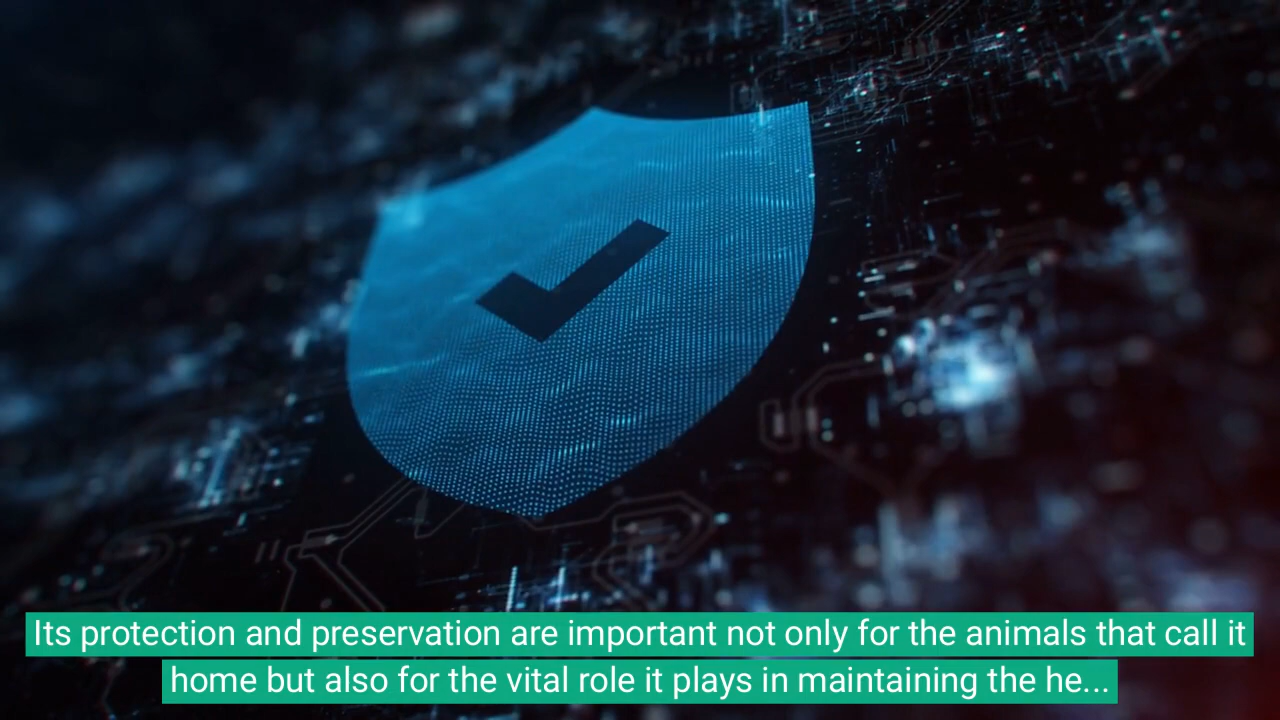 Its protection and preservation are important not only for the animals that call it
home but also for the vital role it plays in maintaining the he...